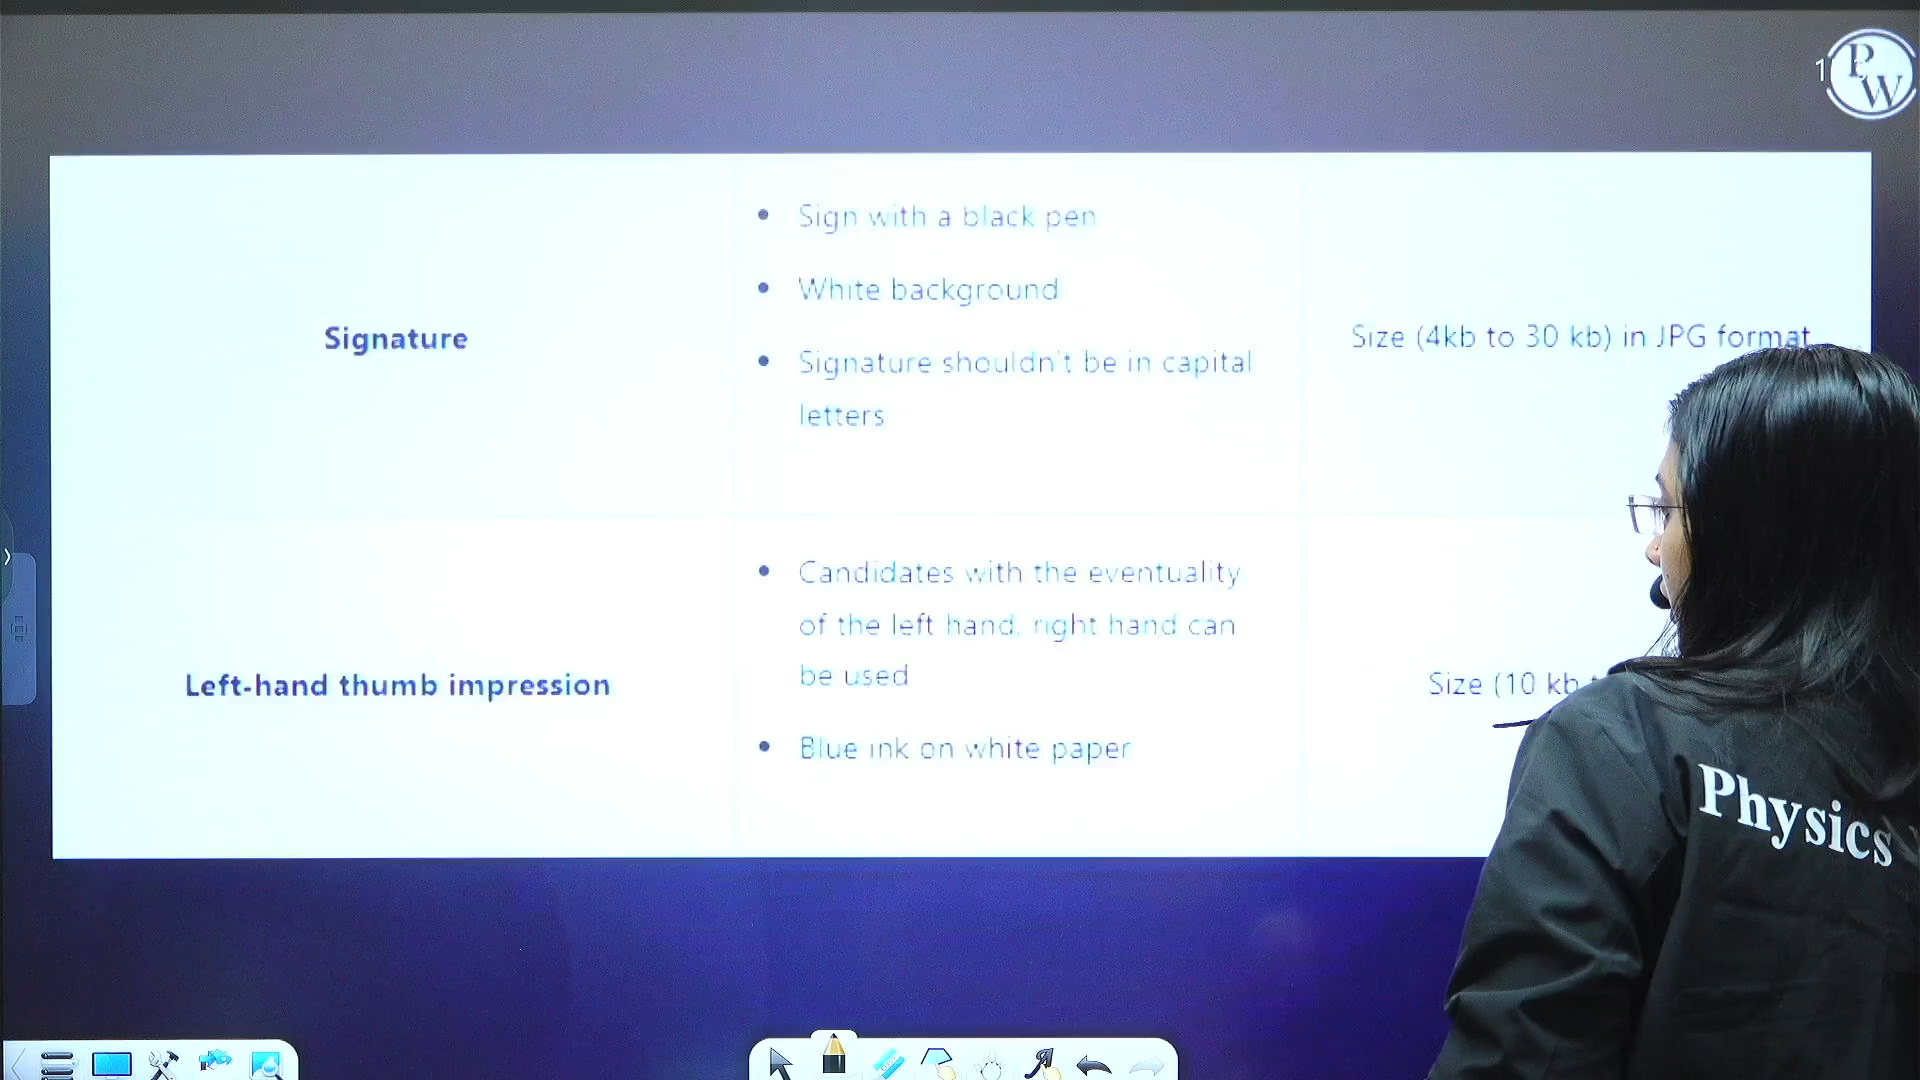 1
PW
Sign with a black pen
White background
Signature
Size (4kb to 30 kb) in JPG format
Signature shouldn't be in capital
letters
Candidates with the eventuality
of the left hand, right hand can
be used
Left-hand thumb impression
Size (10 kb
Blue ink on white paper
Physics